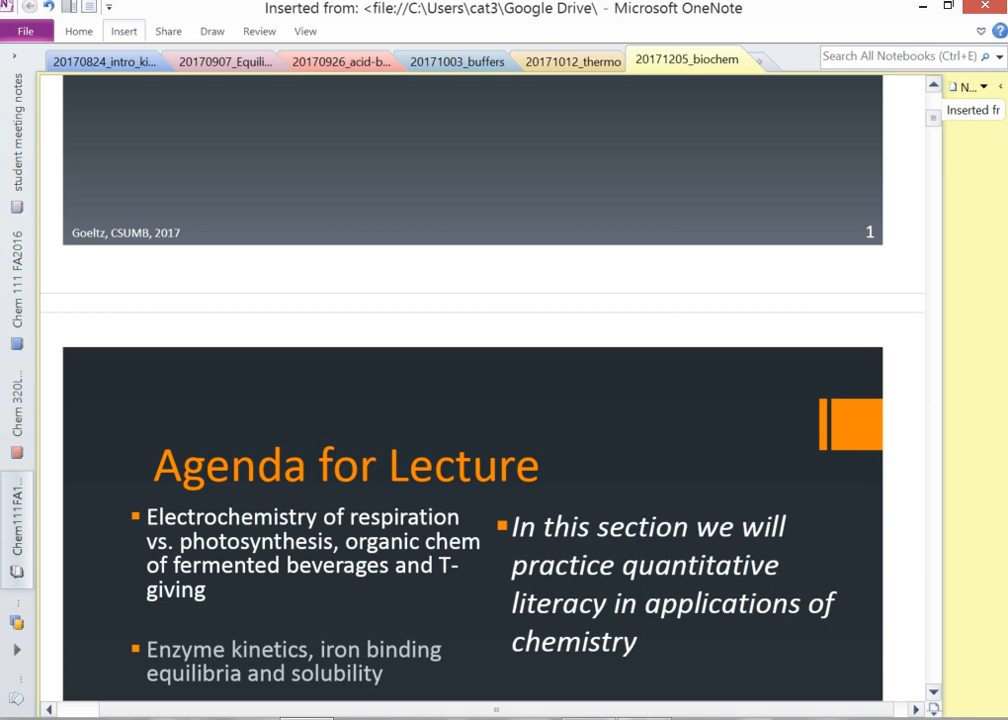 Inserted from: <file://C:\Users\cat3\Google Drive\ - Microsoft OneNote
File Home Insert Share Draw Review View
20170824_intro_ki... 20170907_Equili... 20170926_acid-b... 20171003_buffers 20171012_thermo 20171205_biochem
Search All Notebooks (Ctrl+E)
N...
Inserted fr
student meeting notes
Chem 111 FA2016
Chem 320L...
Chem111FA1...
Goeltz, CSUMB, 2017
1
Agenda for Lecture
Electrochemistry of respiration
vs. photosynthesis, organic chem
of fermented beverages and T-
giving
Enzyme kinetics, iron binding
equilibria and solubility
In this section we will
practice quantitative
literacy in applications of
chemistry